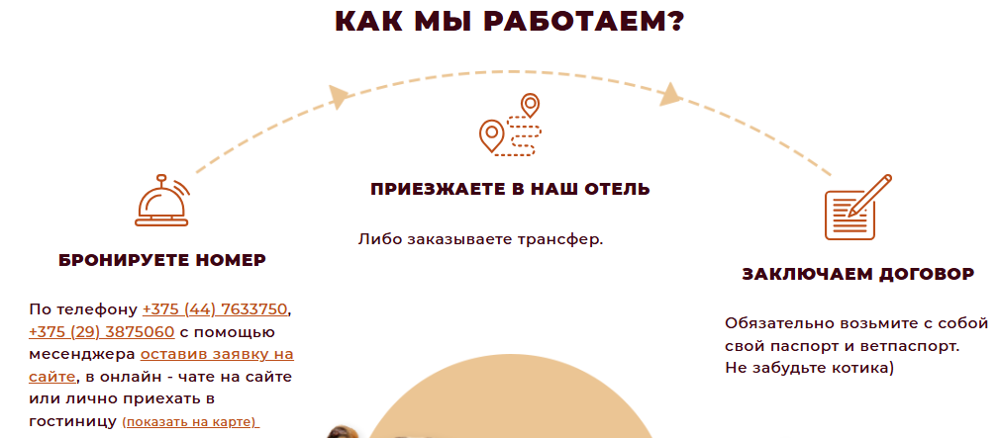 КАК МЫ РАБОТАЕМ?
БРОНИРУЕТЕ НОМЕР
По телефону +375 (44) 7633750,
+375 (29) 3875060 с помощью
месенджера оставив заявку на
сайте, в онлайн - чате на сайте
или лично приехать в
гостиницу (показать на карте)
ПРИЕЗЖАЕТЕ В НАШ ОТЕЛЬ
Либо заказываете трансфер.
ЗАКЛЮЧАЕМ ДОГОВОР
Обязательно возьмите с собой
свой паспорт и ветпаспорт.
Не забудьте котика)